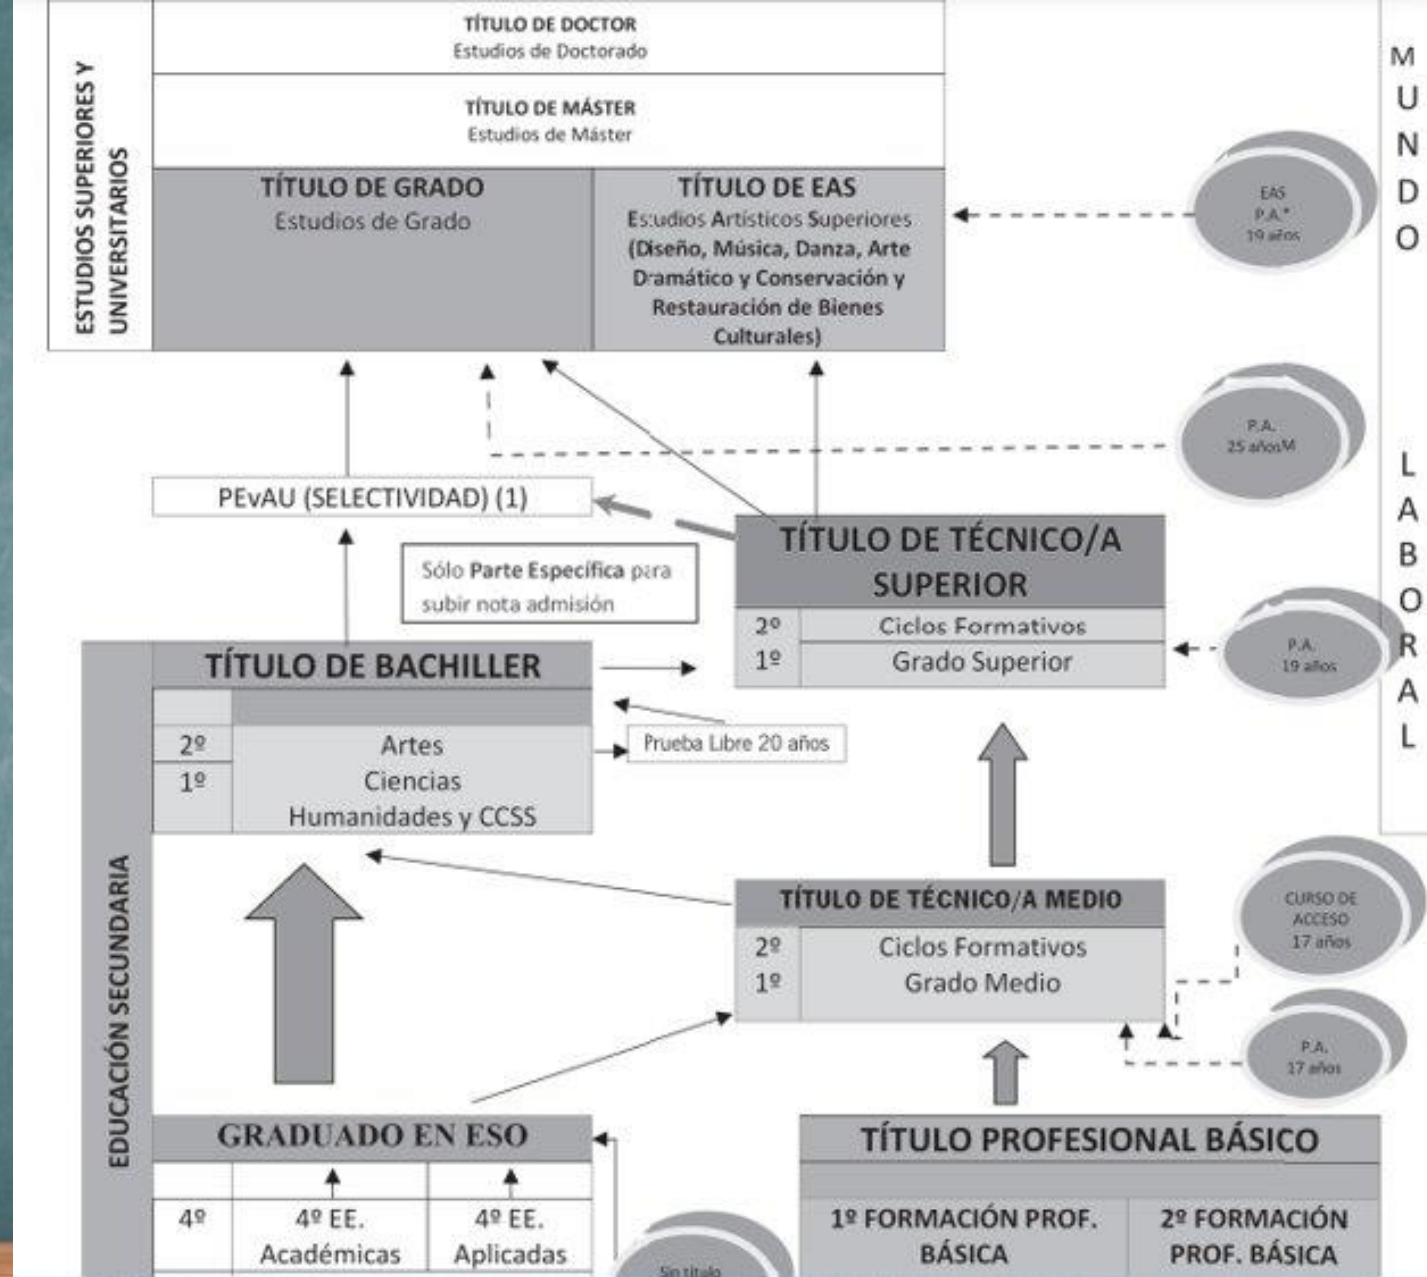 TÍTULO DE DOCTOR
Estudios de Doctorado
TÍTULO DE MÁSTER
Estudios de Máster
ESTUDIOS SUPERIORES Y
UNIVERSITARIOS
TÍTULO DE GRADO
Estudios de Grado
TÍTULO DE EAS
Estudios Artísticos Superiores
(Diseño, Música, Danza, Arte
Dramático y Conservación y
Restauración de Bienes
Culturales)
EAS
P.A.*
19 años
MUNDO
LABORAL
P.A.
25 añosM
PEvAU (SELECTIVIDAD) (1)
Sólo Parte Específica para
subir nota admisión
TÍTULO DE TÉCNICO/A
SUPERIOR
2º Ciclos Formativos
1º Grado Superior
P.A.
19 años
TÍTULO DE BACHILLER
2º Artes
1º Ciencias
Humanidades y CCSS
Prueba Libre 20 años
EDUCACIÓN SECUNDARIA
TÍTULO DE TÉCNICO/A MEDIO
2º Ciclos Formativos
1º Grado Medio
CURSO DE
ACCESO
17 años
P.A.
17 años
GRADUADO EN ESO
4º
4º EE.
Académicas
4º EE.
Aplicadas
Sin título
TÍTULO PROFESIONAL BÁSICO
1º FORMACIÓN PROF.
BÁSICA
2º FORMACIÓN
PROF. BÁSICA